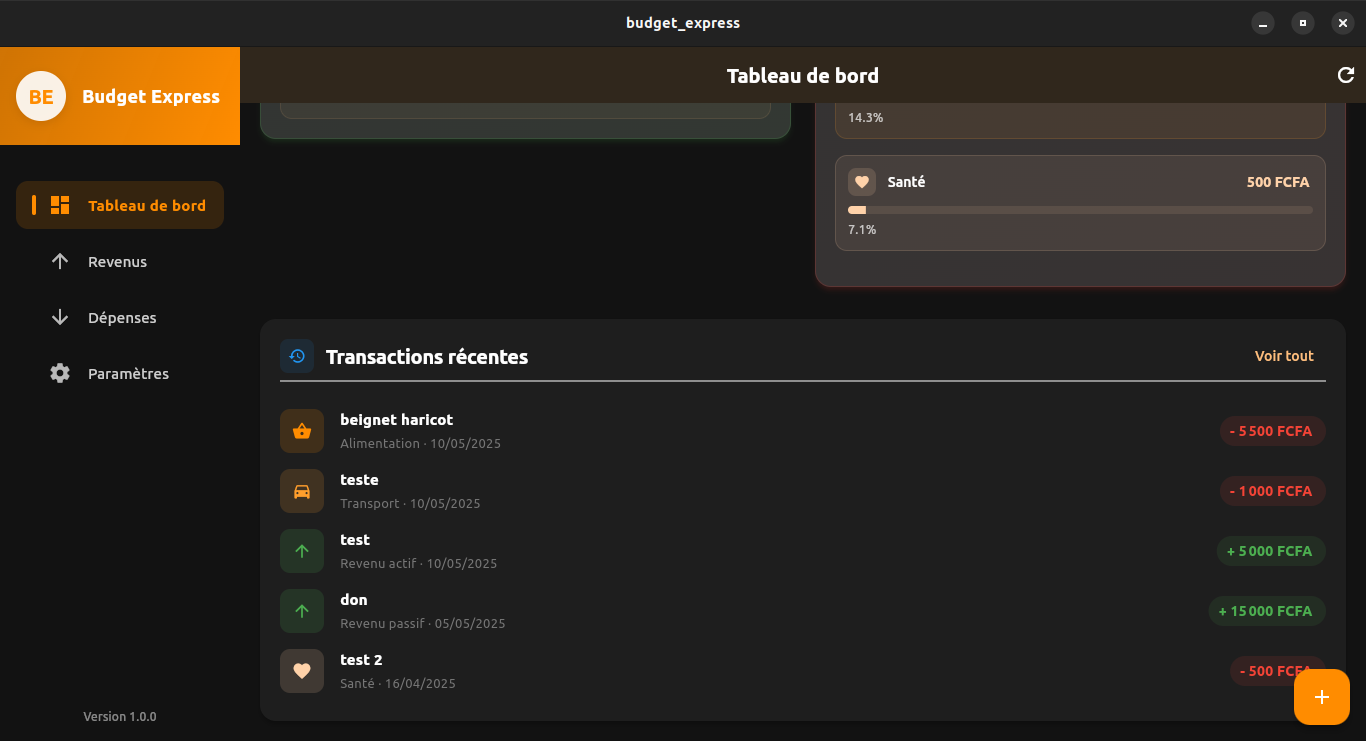 budget_express
BE
Budget Express
Tableau de bord
Tableau de bord
Revenus
Dépenses
Paramètres
Version 1.0.0
14.3%
Santé
500 FCFA
7.1%
Transactions récentes
Voir tout
beignet haricot
Alimentation · 10/05/2025
- 5 500 FCFA
teste
Transport · 10/05/2025
- 1 000 FCFA
test
Revenu actif · 10/05/2025
+ 5 000 FCFA
don
Revenu passif · 05/05/2025
+ 15 000 FCFA
test 2
Santé · 16/04/2025
- 500 FCFA